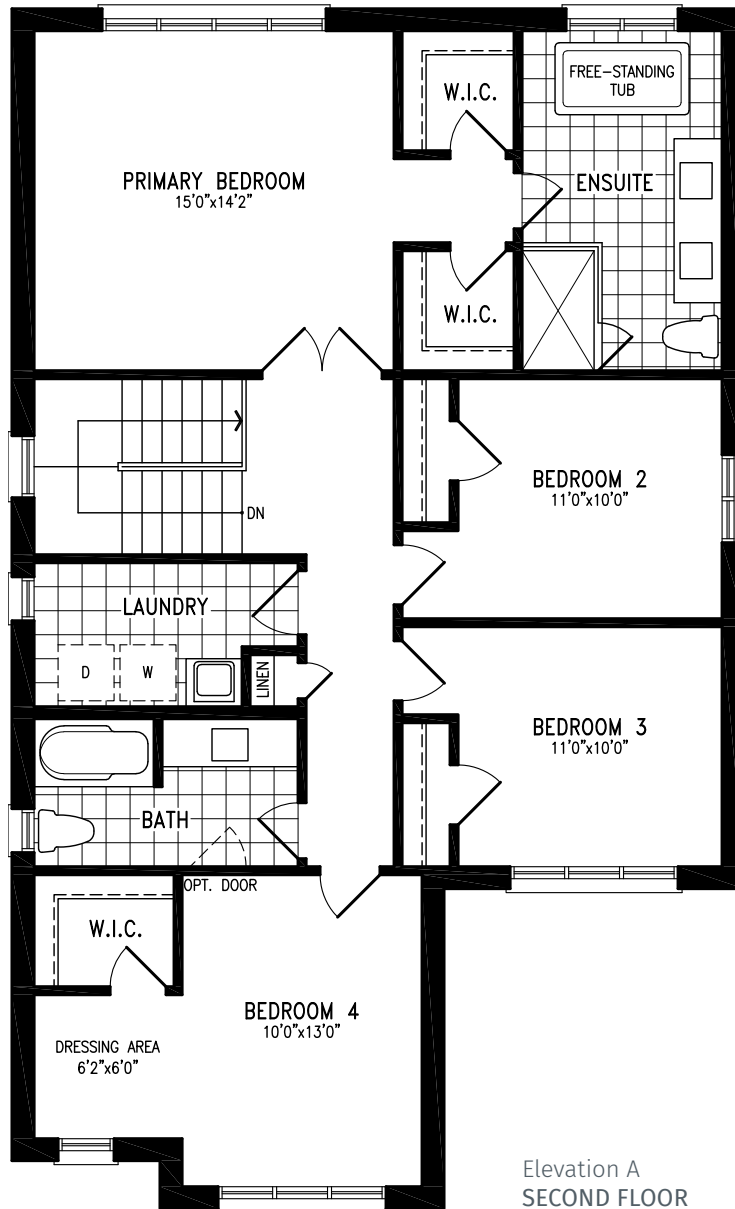 W.I.C.
FREE-STANDING
TUB
PRIMARY BEDROOM
15'0"x14'2"
ENSUITE
W.I.C.
BEDROOM 2
11'0"x10'0"
DN
LAUNDRY
D
W
LINEN
BEDROOM 3
11'0"x10'0"
BATH
OPT. DOOR
W.I.C.
BEDROOM 4
10'0"x13'0"
DRESSING AREA
6'2"x6'0"
Elevation A
SECOND FLOOR